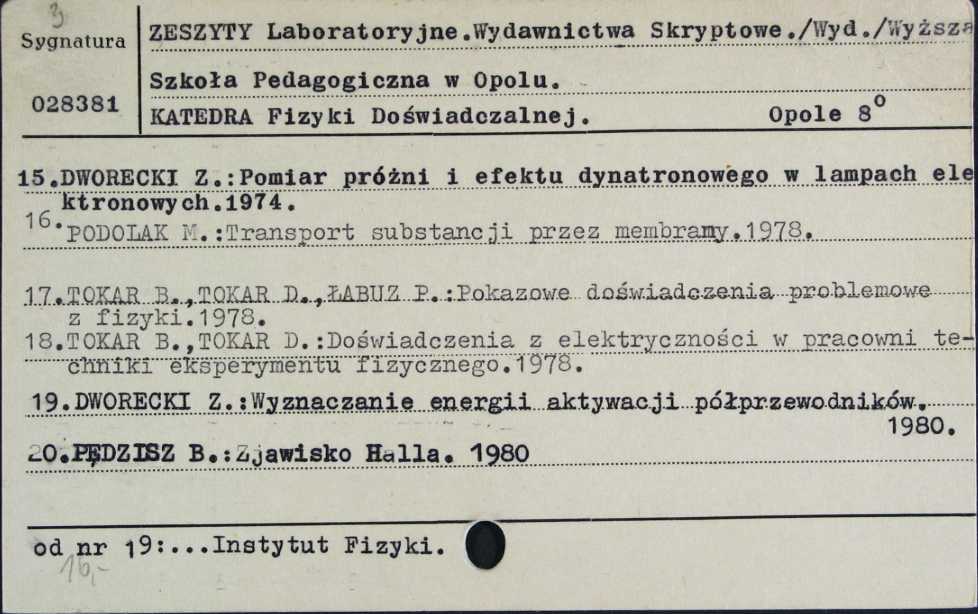 3
Sygnatura
028381
ZESZYTY Laboratoryjne.Wydawnictwa Skryptowe./Wyd./Wyższa
Szkoła Pedagogiczna w Opolu.
KATEDRA Fizyki Doświadczalnej. Opole 8⁰
15.DWORECKI Z.:Pomiar próżni i efektu dynatronowego w lampach ele
ktronowych.1974.
16.PODOLAK M.:Transport substancji przez membramy.1978.
17.TOKAR B.,TOKAR D.,ŁABUZ P.:Pokazowe doświadczenia problemowe
z fizyki.1978.
18.TOKAR B.,TOKAR D.:Doświadczenia z elektryczności w pracowni te-
chniki eksperymentu fizycznego.1978.
19.DWORECKI Z.:Wyznaczanie energii aktywacji półprzewodników.
1980.
20.PĘDZISZ B.:Zjawisko Halla. 1980
od nr 19:...Instytut Fizyki.
16,-